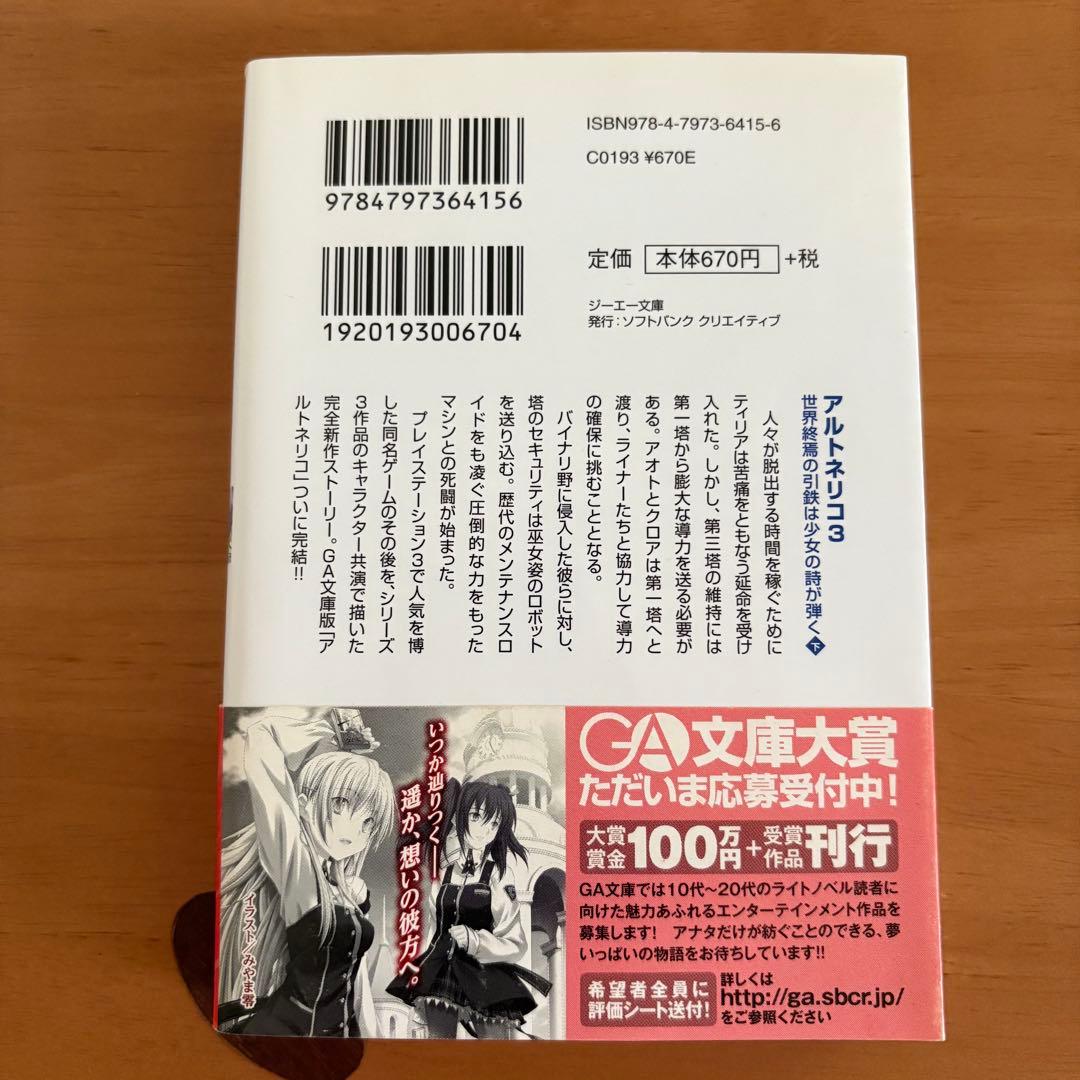 9784797364156
ISBN978-4-7973-6415-6
C0193 ¥670E
1920193006704
定価 本体670円 +税
ジーエー文庫
発行:ソフトバンク クリエイティブ
アルトネリコ3
世界終焉の引鉄は少女の詩が弾く 下
人々が脱出する時間を稼ぐために
ティリアは苦痛をともなう延命を受け
入れた。しかし、第三塔の維持には
第一塔から膨大な導力を送る必要が
ある。アオトとクロアは第一塔へと
渡り、ライナーたちと協力して導力
の確保に挑むこととなる。
バイナリ野に侵入した彼らに対し、
塔のセキュリティは巫女姿のロボット
を送り込む。歴代のメンテナンスロ
イドをも凌ぐ圧倒的な力をもった
マシンとの死闘が始まった。
プレイステーション3で人気を博
した同名ゲームのその後を、シリーズ
3作品のキャラクター共演で描いた
完全新作ストーリー。GA文庫版「ア
ルトネリコ」ついに完結!!
いつか辿りつく――
遥か、想いの彼方へ。
イラスト/みやま零
GA文庫大賞
ただいま応募受付中!
大賞賞金100万円+受賞作品刊行
GA文庫では10代~20代のライトノベル読者に
向けた魅力あふれるエンターテインメント作品を
募集します! アナタだけが紡ぐことのできる、夢
いっぱいの物語をお待ちしています!!
希望者全員に
評価シート送付!
詳しくは
http://ga.sbcr.jp/
をご参照ください